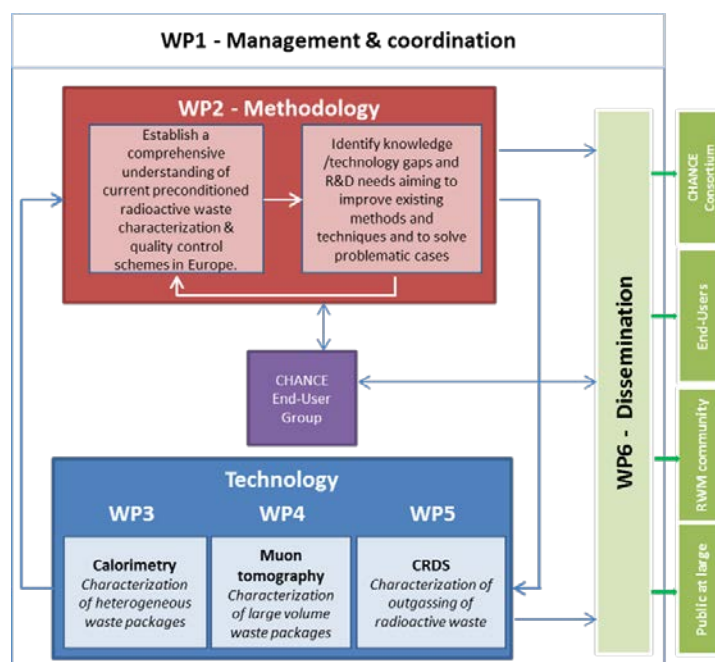 WP1 - Management & coordination
WP2 - Methodology
Establish a
comprehensive
understanding of
current preconditioned
radioactive waste
characterization &
quality control
schemes in Europe.
Identify knowledge
/technology gaps and
R&D needs aiming to
improve existing
methods and
techniques and to solve
problematic cases
CHANCE
End-User
Group
Technology
WP3
WP4
WP5
Calorimetry
Characterization
of heterogeneous
waste packages
Muon
tomography
Characterization
of large volume
waste packages
CRDS
Characterization of
outgassing of
radioactive waste
WP6 - Dissemination
CHANCE
Consortium
End-Users
RWM community
Public at large